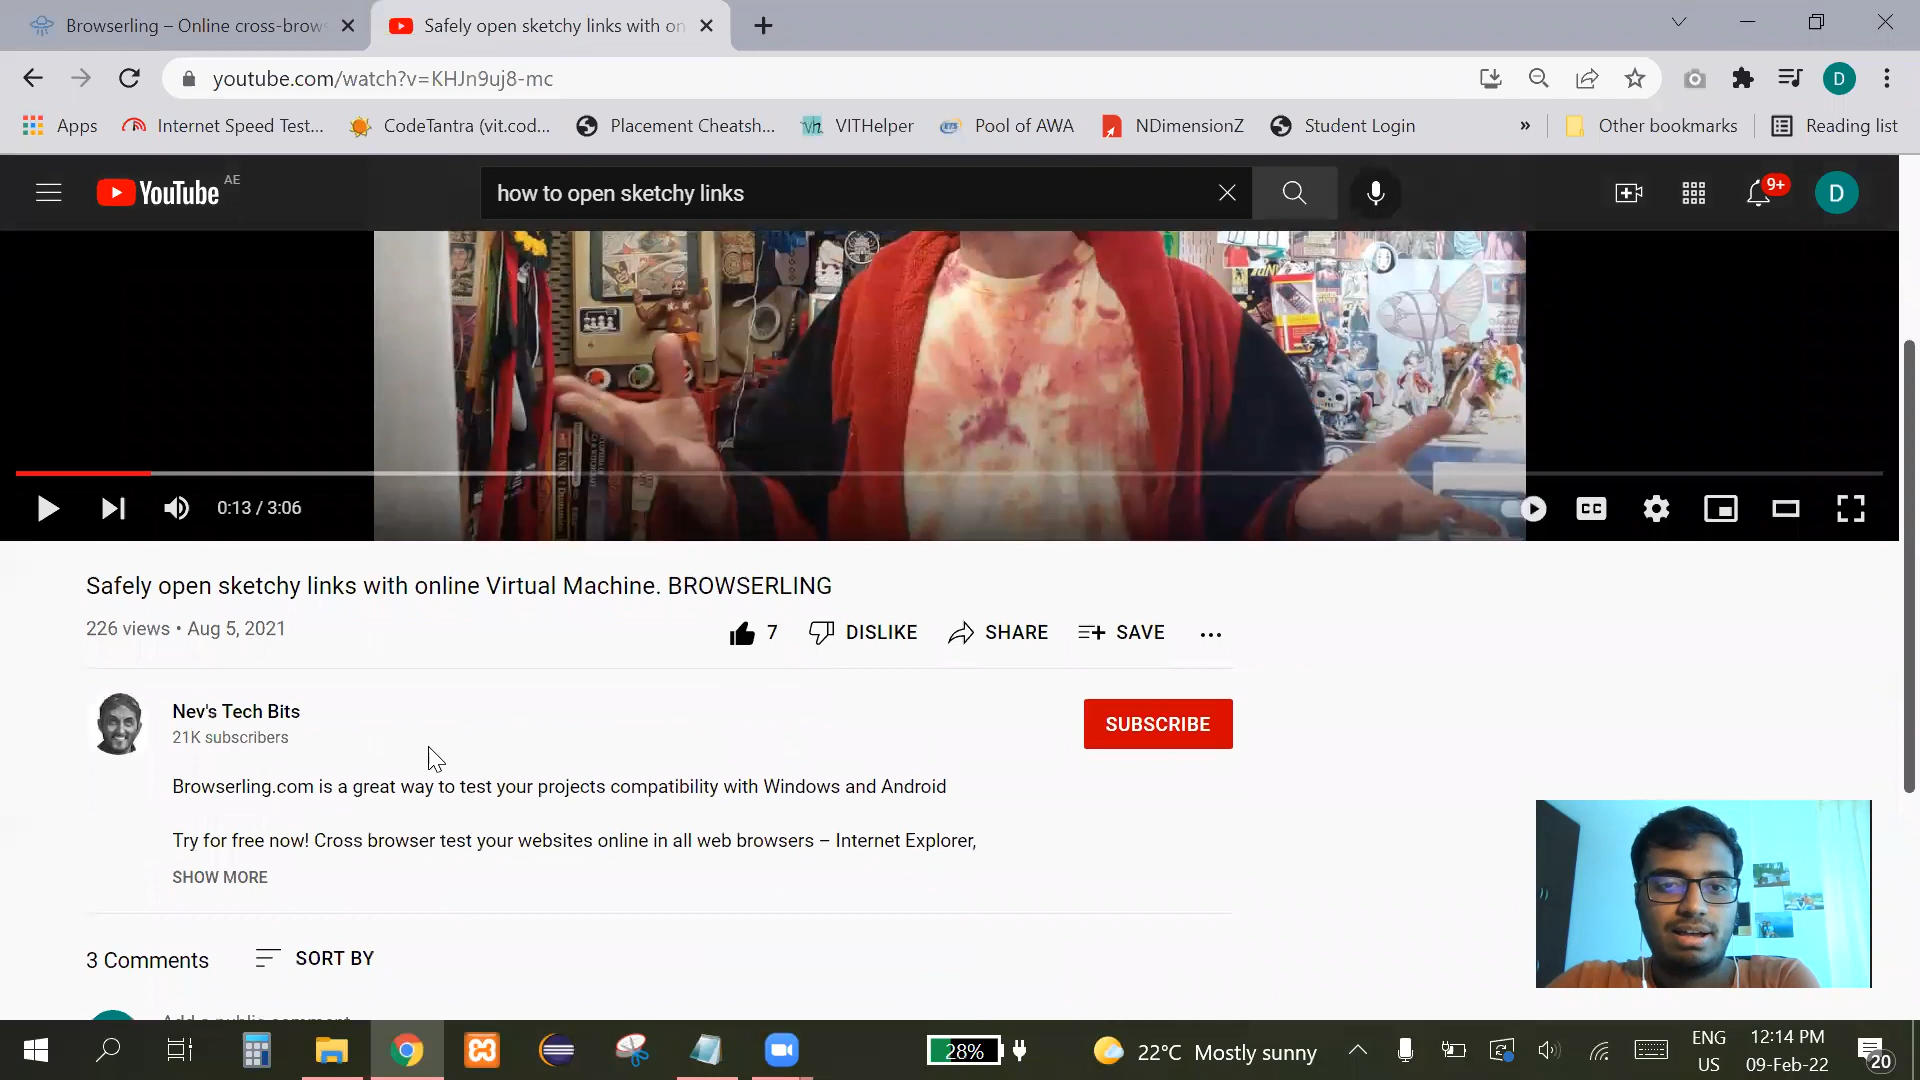 Browserling – Online cross-brow
Safely open sketchy links with on
youtube.com/watch?v=KHJn9uj8-mc
D
Apps
Internet Speed Test...
CodeTantra (vit.cod...
Placement Cheatsh...
VITHelper
Pool of AWA
NDimensionZ
Student Login
»
Other bookmarks
Reading list
YouTube AE
how to open sketchy links
9+
D
0:13 / 3:06
CC
Safely open sketchy links with online Virtual Machine. BROWSERLING
226 views • Aug 5, 2021
7
DISLIKE
SHARE
SAVE
Nev's Tech Bits
21K subscribers
SUBSCRIBE
Browserling.com is a great way to test your projects compatibility with Windows and Android
Try for free now! Cross browser test your websites online in all web browsers – Internet Explorer,
SHOW MORE
3 Comments
SORT BY
Add a public comment
28%
22°C Mostly sunny
ENG
US
12:14 PM
09-Feb-22
20